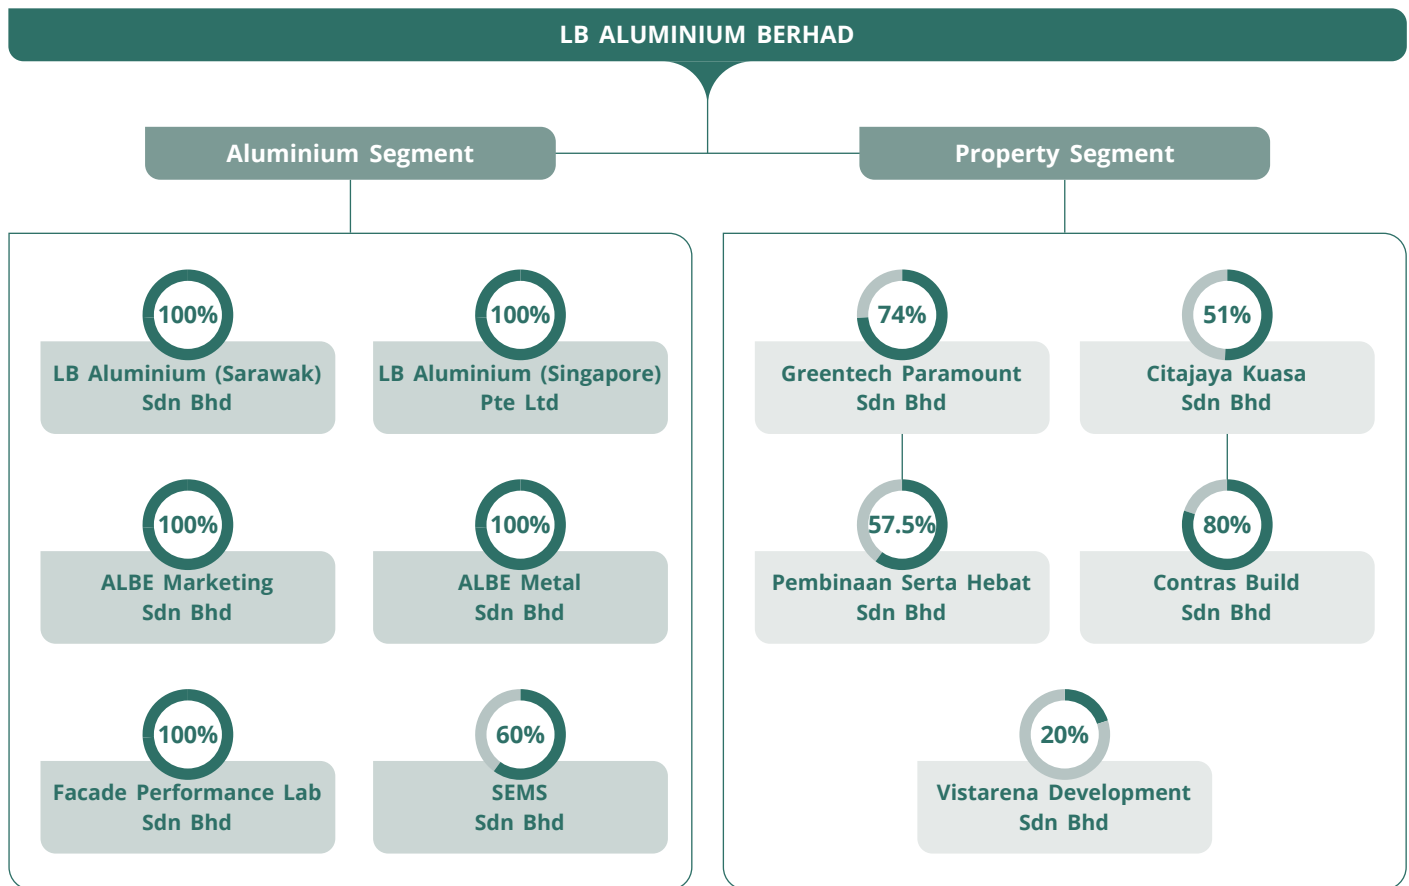 LB ALUMINIUM BERHAD
Aluminium Segment
Property Segment
100%
LB Aluminium (Sarawak)
Sdn Bhd
100%
LB Aluminium (Singapore)
Pte Ltd
100%
ALBE Marketing
Sdn Bhd
100%
ALBE Metal
Sdn Bhd
100%
Facade Performance Lab
Sdn Bhd
60%
SEMS
Sdn Bhd
74%
Greentech Paramount
Sdn Bhd
51%
Citajaya Kuasa
Sdn Bhd
57.5%
Pembinaan Serta Hebat
Sdn Bhd
80%
Contras Build
Sdn Bhd
20%
Vistarena Development
Sdn Bhd